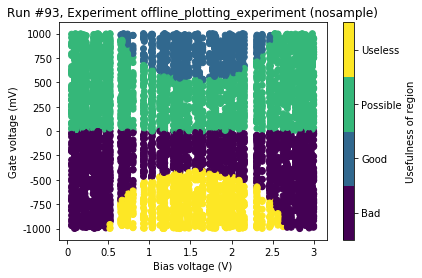 Run #93, Experiment offline_plotting_experiment (nosample)
1000
750
500
250
0
-250
-500
-750
-1000
Gate voltage (mV)
0
0.5
1
1.5
2
2.5
3
Bias voltage (V)
Useless
Possible
Good
Bad
Usefulness of region